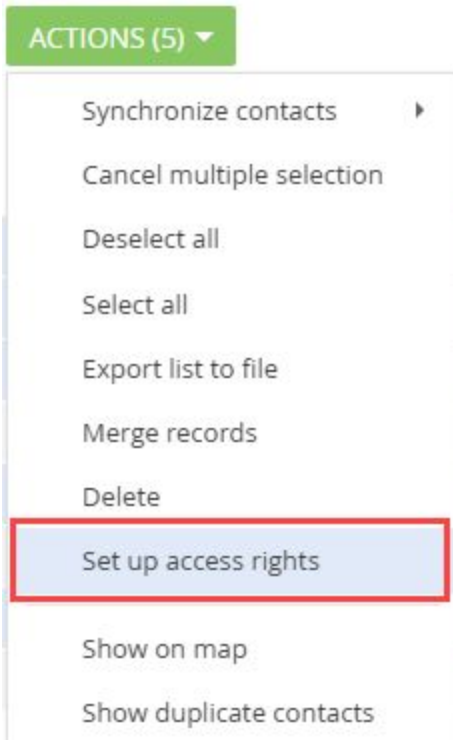 ACTIONS (5)
Synchronize contacts
Cancel multiple selection
Deselect all
Select all
Export list to file
Merge records
Delete
Set up access rights
Show on map
Show duplicate contacts